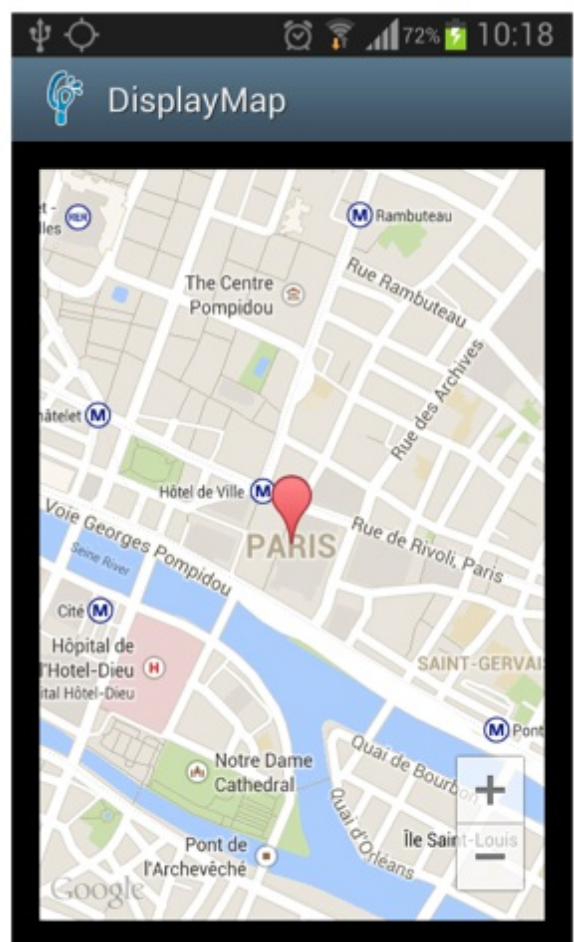 72% 10:18
DisplayMap
RER
M Rambuteau
The Centre
Pompidou
Rue Rambuteau
Rue des Archives
M
Hôtel de Ville M
PARIS
Rue de Rivoli, Paris
Voie Georges Pompidou
Seine River
Cité M
Hôpital de
l'Hotel-Dieu H
ital Hôtel-Dieu
SAINT-GERVAI
M Pont
Quai de Bourbon
Notre Dame
Cathedral
Quai d'Orléans
Île Saint-Louis
Pont de
l'Archevêché
Google
+
−